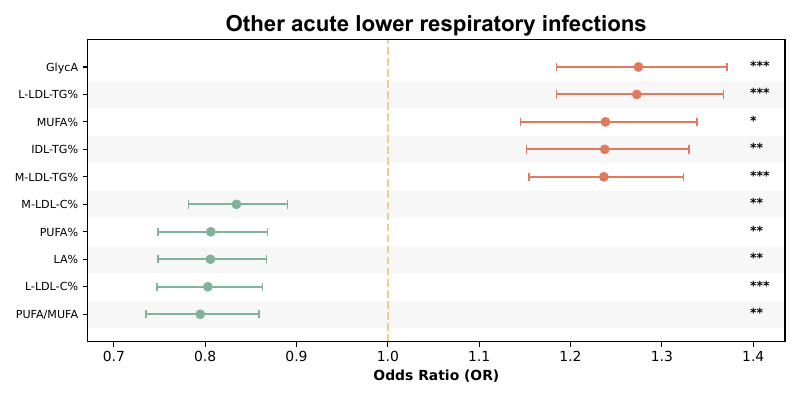 Other acute lower respiratory infections
GlycA ***
L-LDL-TG% ***
MUFA% *
IDL-TG% **
M-LDL-TG% ***
M-LDL-C% **
PUFA% **
LA% **
L-LDL-C% ***
PUFA/MUFA **
0.7 0.8 0.9 1.0 1.1 1.2 1.3 1.4
Odds Ratio (OR)